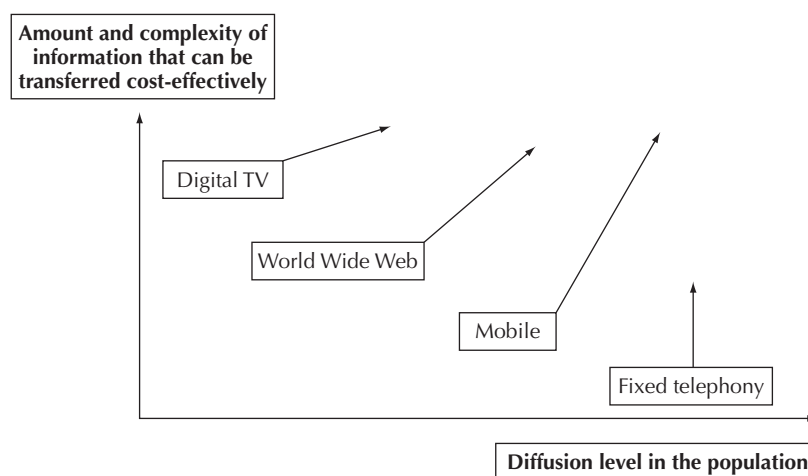 Amount and complexity of
information that can be
transferred cost-effectively
Digital TV
World Wide Web
Mobile
Fixed telephony
Diffusion level in the population